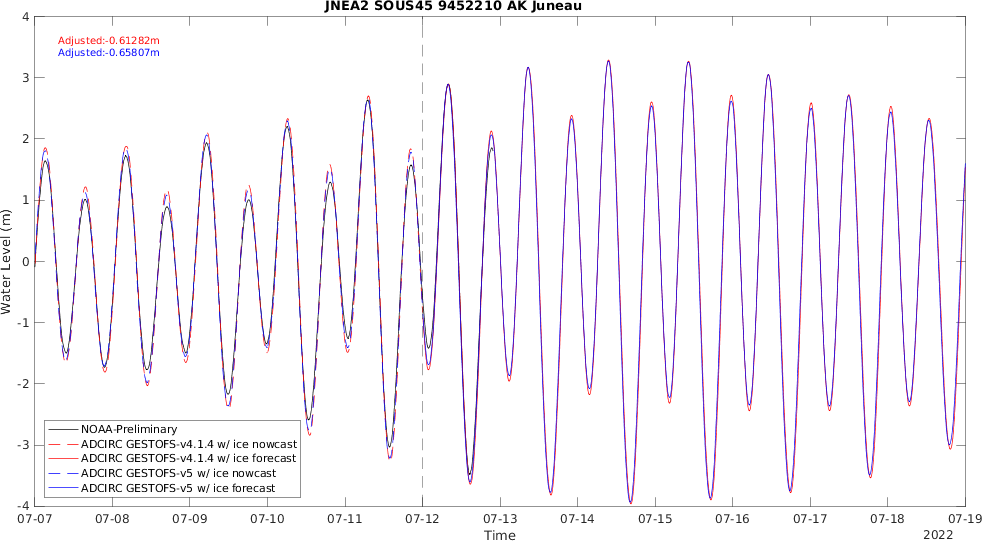 JNEA2 SOUS45 9452210 AK Juneau
Adjusted:-0.61282m
Adjusted:-0.65807m
4
3
2
1
0
-1
-2
-3
-4
Water Level (m)
NOAA-Preliminary
ADCIRC GESTOFS-v4.1.4 w/ ice nowcast
ADCIRC GESTOFS-v4.1.4 w/ ice forecast
ADCIRC GESTOFS-v5 w/ ice nowcast
ADCIRC GESTOFS-v5 w/ ice forecast
07-07 07-08 07-09 07-10 07-11 07-12 07-13 07-14 07-15 07-16 07-17 07-18 07-19
Time
2022